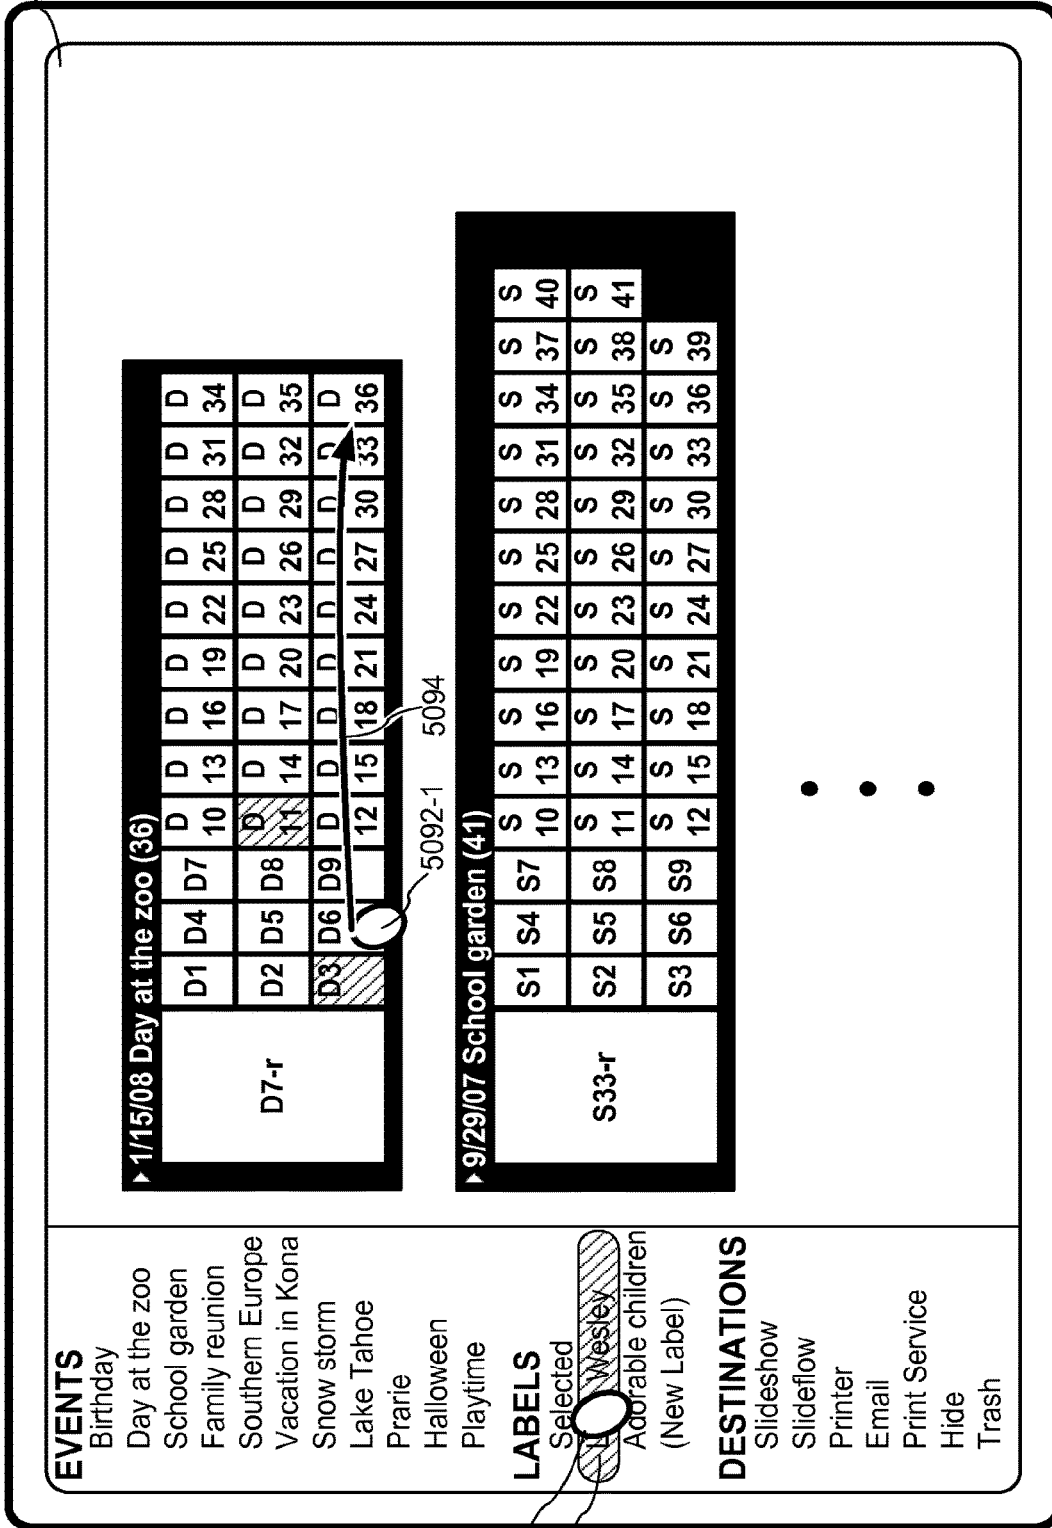 EVENTS
Birthday
Day at the zoo
School garden
Family reunion
Southern Europe
Vacation in Kona
Snow storm
Lake Tahoe
Prarie
Halloween
Playtime
LABELS
Selected
Wesley
Adorable children
(New Label)
DESTINATIONS
Slideshow
Slideflow
Printer
Email
Print Service
Hide
Trash
1/15/08 Day at the zoo (36)
D7-r
D1 D4 D7 D 10 D 13 D 16 D 19 D 22 D 25 D 28 D 31 D 34
D2 D5 D8 D 11 D 14 D 17 D 20 D 23 D 26 D 29 D 32 D 35
D3 D6 D9 D 12 D 15 D 18 D 21 D 24 D 27 D 30 D 33 D 36
5092-1
5094
9/29/07 School garden (41)
S33-r
S1 S4 S7 S 10 S 13 S 16 S 19 S 22 S 25 S 28 S 31 S 34 S 37 S 40
S2 S5 S8 S 11 S 14 S 17 S 20 S 23 S 26 S 29 S 32 S 35 S 38 S 41
S3 S6 S9 S 12 S 15 S 18 S 21 S 24 S 27 S 30 S 33 S 36 S 39